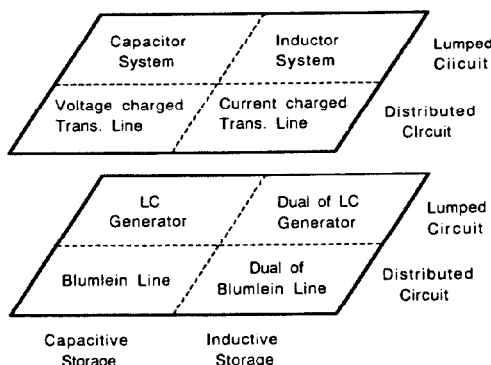 Capacitor
System
Inductor
System
Lumped
Ciicuit
Voltage charged
Trans. Line
Current charged
Trans. Line
Distributed
CIrcuit
LC
Generator
Dual of LC
Generator
Lumped
Circuit
Blumlein Line
Dual of
Blumlein Line
Distributed
Circuit
Capacitive
Storage
Inductive
Storage